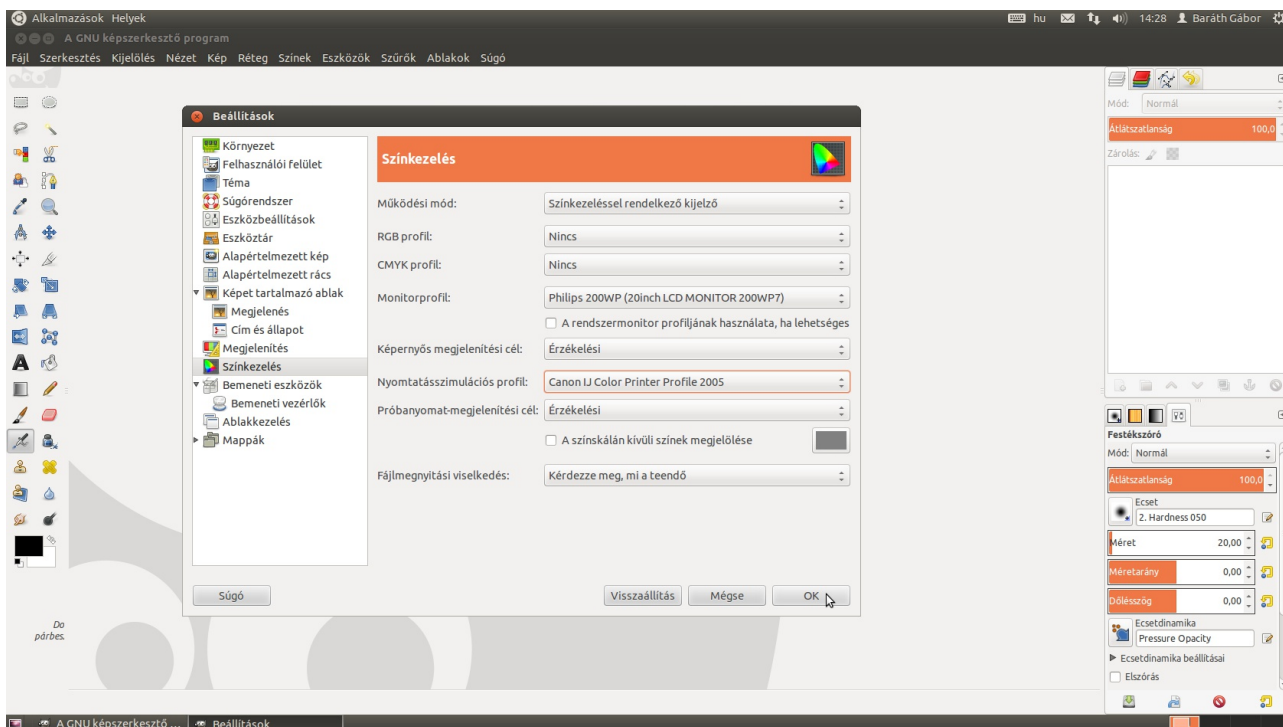 Alkalmazások Helyek
hu 14:28 Baráth Gábor
A GNU képszerkesztő program
Fájl Szerkesztés Kijelölés Nézet Kép Réteg Színek Eszközök Szűrők Ablakok Súgó
Beállítások
Környezet
Felhasználói felület
Téma
Súgórendszer
Eszközbeállítások
Eszköztár
Alapértelmezett kép
Alapértelmezett rács
Képet tartalmazó ablak
Megjelenés
Cím és állapot
Megjelenítés
Színkezelés
Bemeneti eszközök
Bemeneti vezérlők
Ablakkezelés
Mappák
Színkezelés
Működési mód: Színkezeléssel rendelkező kijelző
RGB profil: Nincs
CMYK profil: Nincs
Monitorprofil: Philips 200WP (20inch LCD MONITOR 200WP7)
A rendszermonitor profiljának használata, ha lehetséges
Képernyős megjelenítési cél: Érzékelési
Nyomtatásszimulációs profil: Canon IJ Color Printer Profile 2005
Próbanyomat-megjelenítési cél: Érzékelési
A színskálán kívüli színek megjelölése
Fájlmegnyitási viselkedés: Kérdezze meg, mi a teendő
Súgó Visszaállítás Mégse OK
Mód: Normál
Átlátszatlanság 100,0
Zárolás:
Festékszóró
Mód: Normál
Átlátszatlanság 100,0
Ecset
2. Hardness 050
Méret 20,00
Méretarány 0,00
Dőlésszög 0,00
Ecsetdinamika
Pressure Opacity
Ecsetdinamika beállításai
Elszórás
Do
párbes
A GNU képszerkesztő ... Beállítások